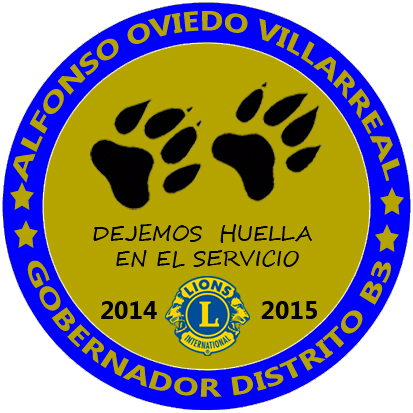 ALFONSO OVIEDO VILLARREAL
DEJEMOS HUELLA
EN EL SERVICIO
2014 2015
LIONS
L
INTERNATIONAL
GOBERNADOR DISTRITO B3